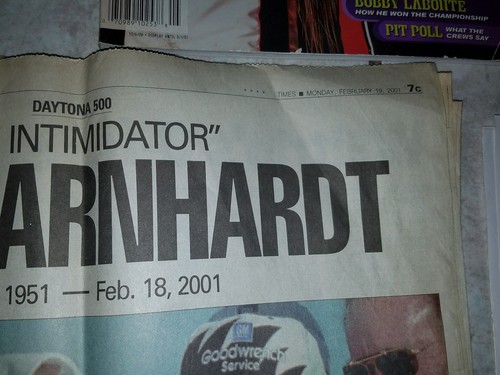 BOBBY LABONTE
HOW HE WON THE CHAMPIONSHIP
PIT POLL WHAT THE
CREWS SAY
TIMES ■ MONDAY, FEBRUARY 19, 2001 7C
DAYTONA 500
INTIMIDATOR”
ARNHARDT
1951 — Feb. 18, 2001
GM
Goodwrench
Service